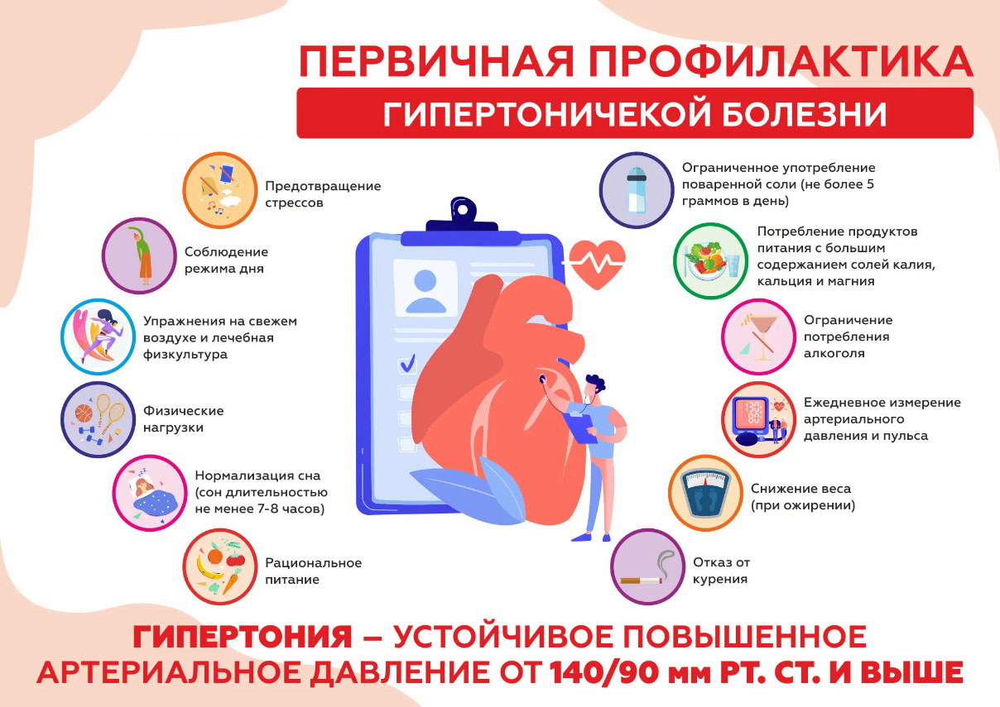 ПЕРВИЧНАЯ ПРОФИЛАКТИКА
ГИПЕРТОНИЧЕКОЙ БОЛЕЗНИ
Предотвращение
стрессов
Соблюдение
режима дня
Упражнения на свежем
воздухе и лечебная
физкультура
Физические
нагрузки
Нормализация сна
(сон длительностью
не менее 7-8 часов)
Рациональное
питание
Ограниченное употребление
поваренной соли (не более 5
граммов в день)
Потребление продуктов
питания с большим
содержанием солей калия,
кальция и магния
Ограничение
потребления
алкоголя
Ежедневное измерение
артериального
давления и пульса
130
80
Снижение веса
(при ожирении)
Отказ от
курения
zzz
ГИПЕРТОНИЯ – УСТОЙЧИВОЕ ПОВЫШЕННОЕ
АРТЕРИАЛЬНОЕ ДАВЛЕНИЕ ОТ 140/90 мм РТ. СТ. И ВЫШЕ